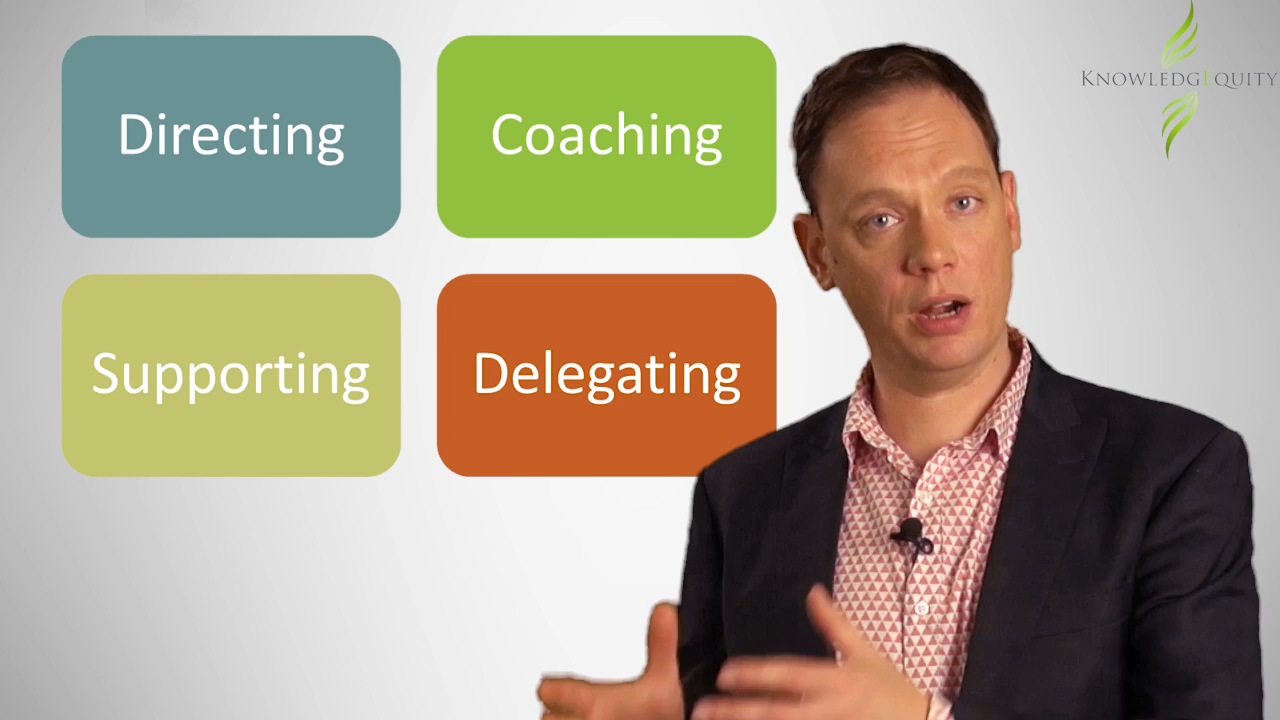 Directing
Coaching
KNOWLEDGEQUITY
Supporting
Delegating